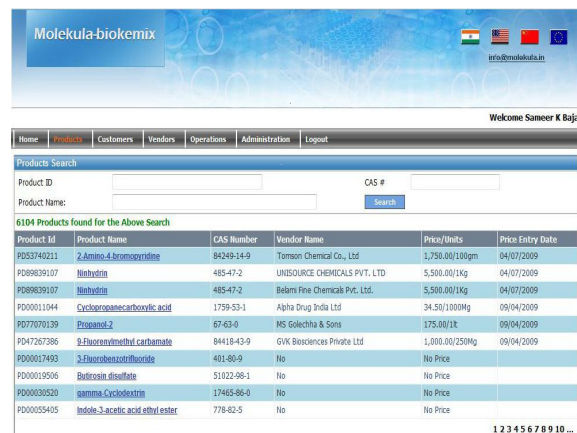 Molekula-biokemix
info@molekula.in
Welcome Sameer K Baja
Home Products Customers Vendors Operations Administration Logout
Products Search
Product ID CAS #
Product Name: Search
6104 Products found for the Above Search
Product Id Product Name CAS Number Vendor Name Price/Units Price Entry Date
PD53740211 2-Amino-4-bromopyridine 84249-14-9 Tomson Chemical Co., Ltd 1,750.00/100gm 04/07/2009
PD89839107 Ninhydrin 485-47-2 UNISOURCE CHEMICALS PVT. LTD 5,500.00/1Kg 04/07/2009
PD89839107 Ninhydrin 485-47-2 Belami Fine Chemicals Pvt. Ltd. 5,500.00/1Kg 04/07/2009
PD00011044 Cyclopropanecarboxylic acid 1759-53-1 Alpha Drug India Ltd 34.50/1000Mg 09/04/2009
PD77070139 Propanol-2 67-63-0 MS Golechha & Sons 175.00/1lt 09/04/2009
PD47267386 9-Fluorenylmethyl carbamate 84418-43-9 GVK Biosciences Private Ltd 1,000.00/250Mg 09/04/2009
PD00017493 3-Fluorobenzotrifluoride 401-80-9 No No Price
PD00019506 Butirosin disulfate 51022-98-1 No No Price
PD00030520 gamma-Cyclodextrin 17465-86-0 No No Price
PD00055405 Indole-3-acetic acid ethyl ester 778-82-5 No No Price
1 2 3 4 5 6 7 8 9 10 ...